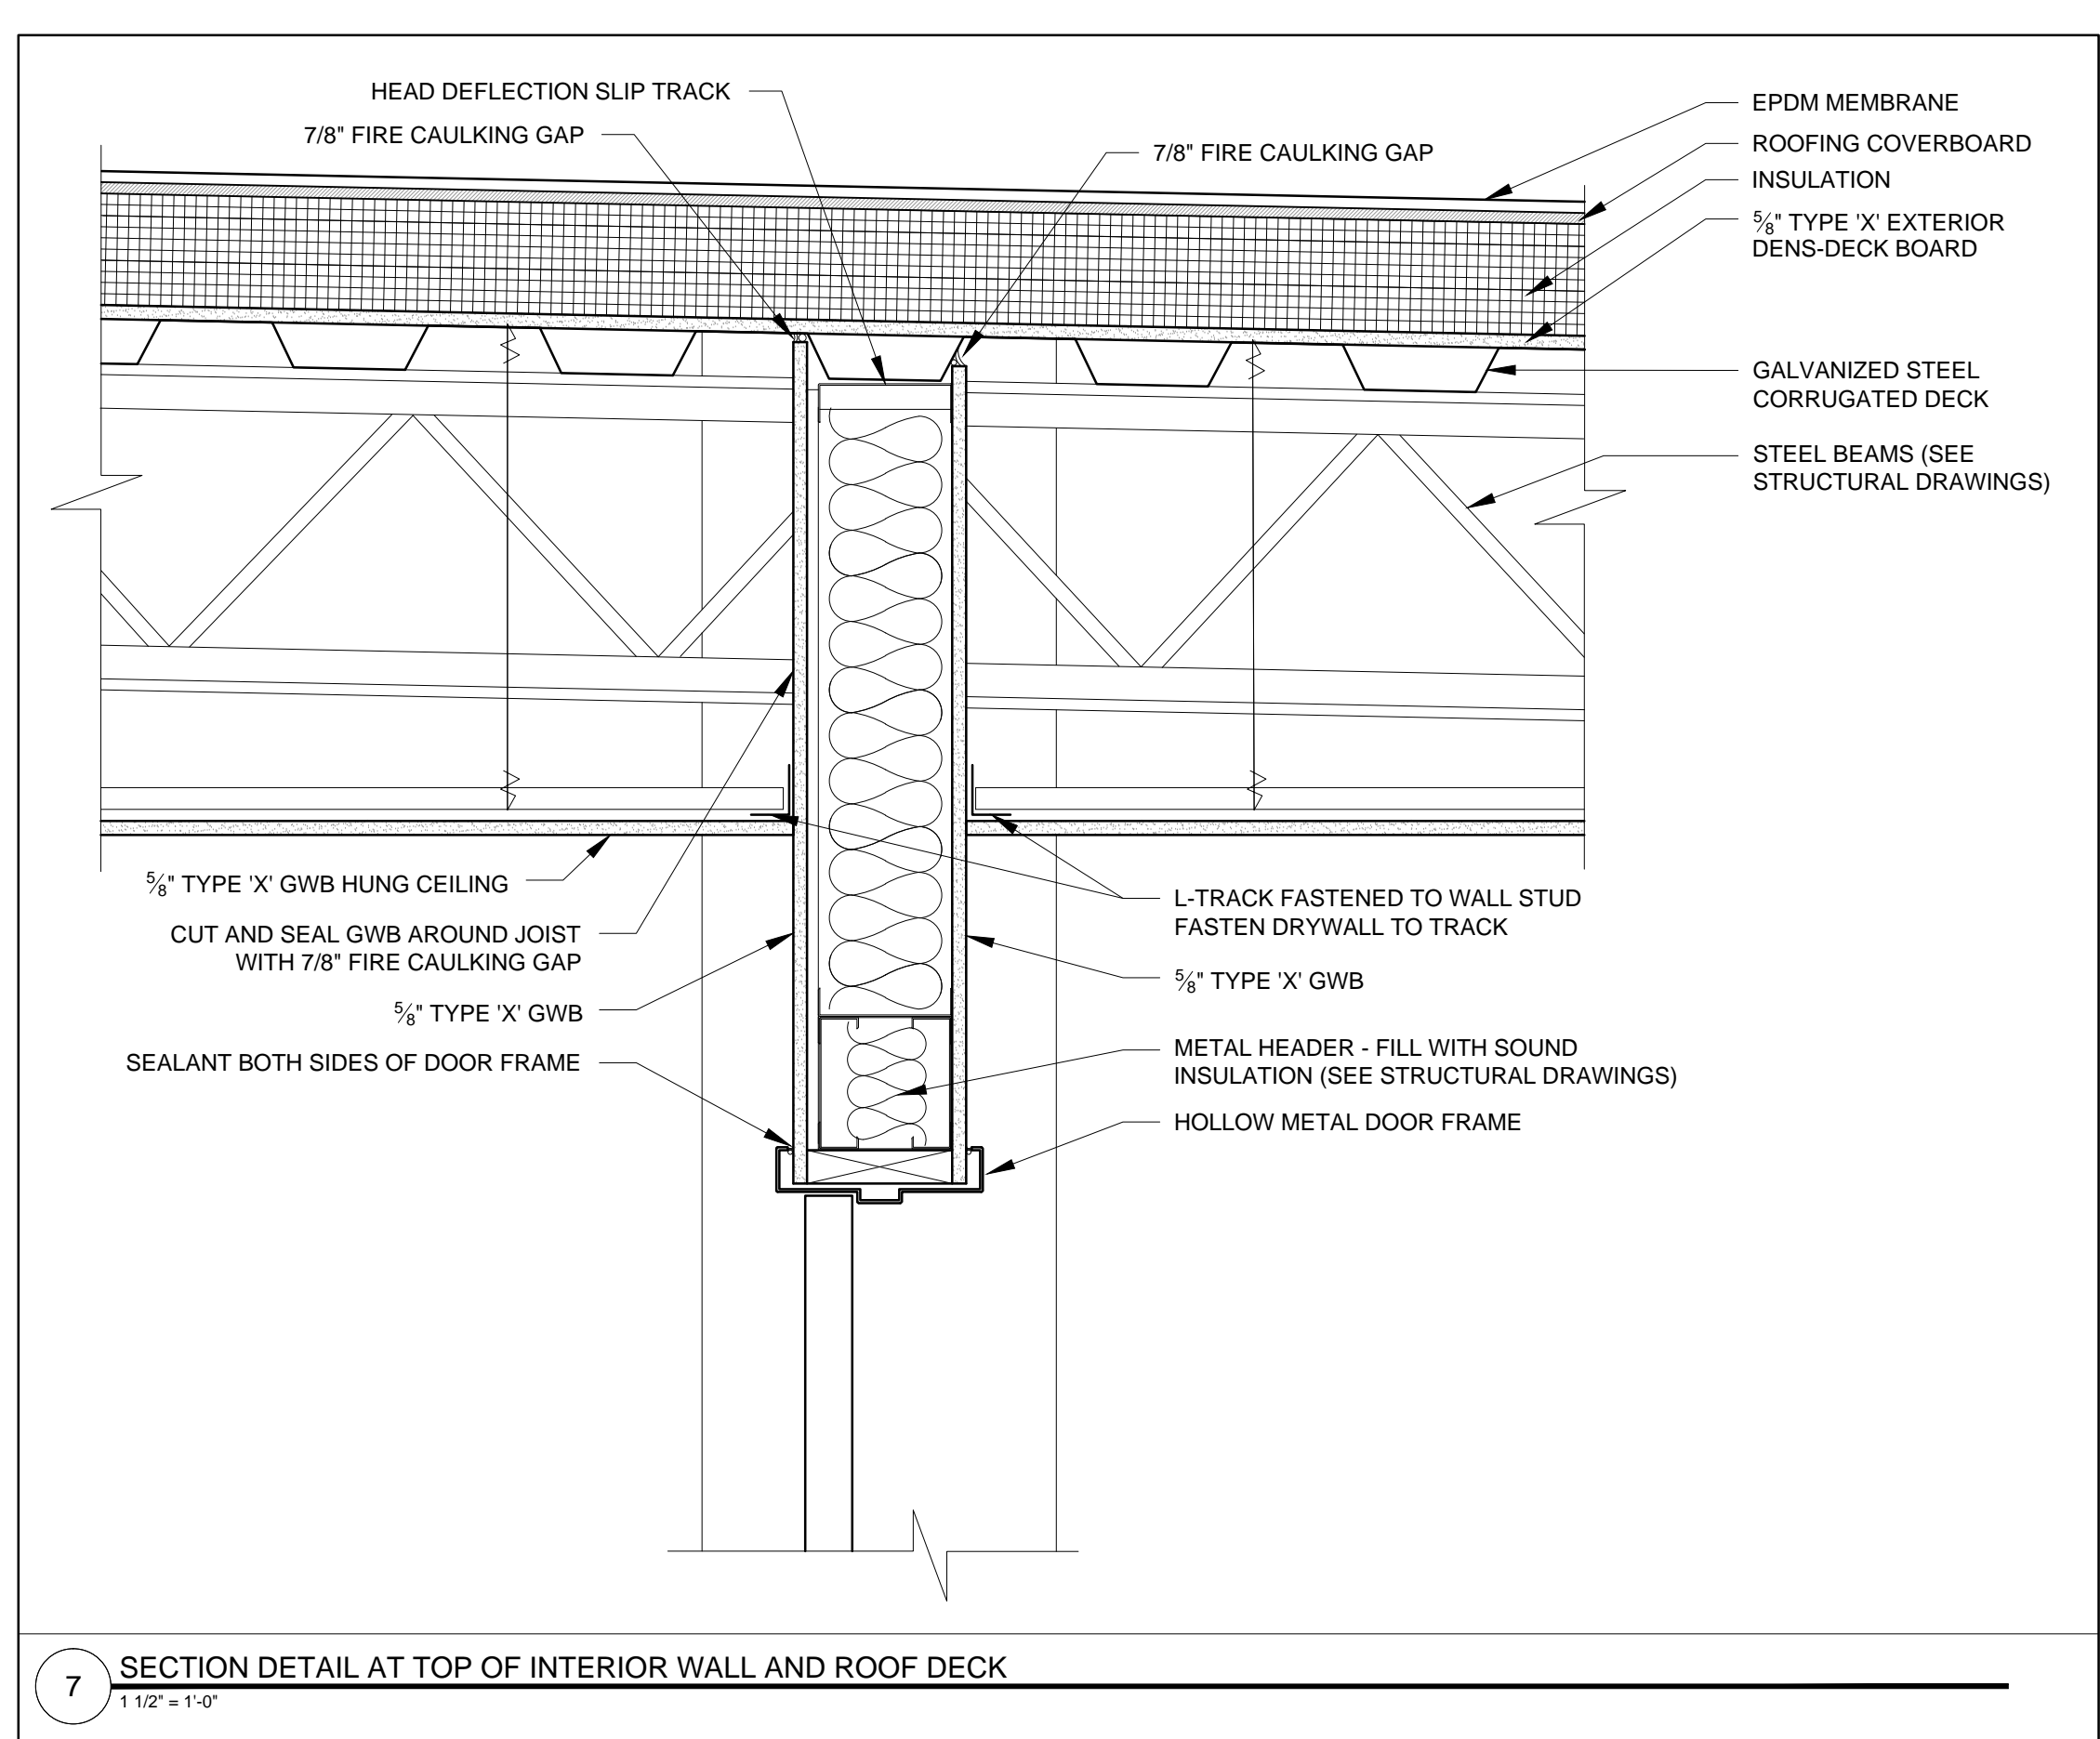 HEAD DEFLECTION SLIP TRACK
7/8" FIRE CAULKING GAP
7/8" FIRE CAULKING GAP
EPDM MEMBRANE
ROOFING COVERBOARD
INSULATION
⅝" TYPE 'X' EXTERIOR
DENS-DECK BOARD
GALVANIZED STEEL
CORRUGATED DECK
STEEL BEAMS (SEE
STRUCTURAL DRAWINGS)
⅝" TYPE 'X' GWB HUNG CEILING
CUT AND SEAL GWB AROUND JOIST
WITH 7/8" FIRE CAULKING GAP
⅝" TYPE 'X' GWB
SEALANT BOTH SIDES OF DOOR FRAME
L-TRACK FASTENED TO WALL STUD
FASTEN DRYWALL TO TRACK
⅝" TYPE 'X' GWB
METAL HEADER - FILL WITH SOUND
INSULATION (SEE STRUCTURAL DRAWINGS)
HOLLOW METAL DOOR FRAME
7
SECTION DETAIL AT TOP OF INTERIOR WALL AND ROOF DECK
1 1/2" = 1'-0"